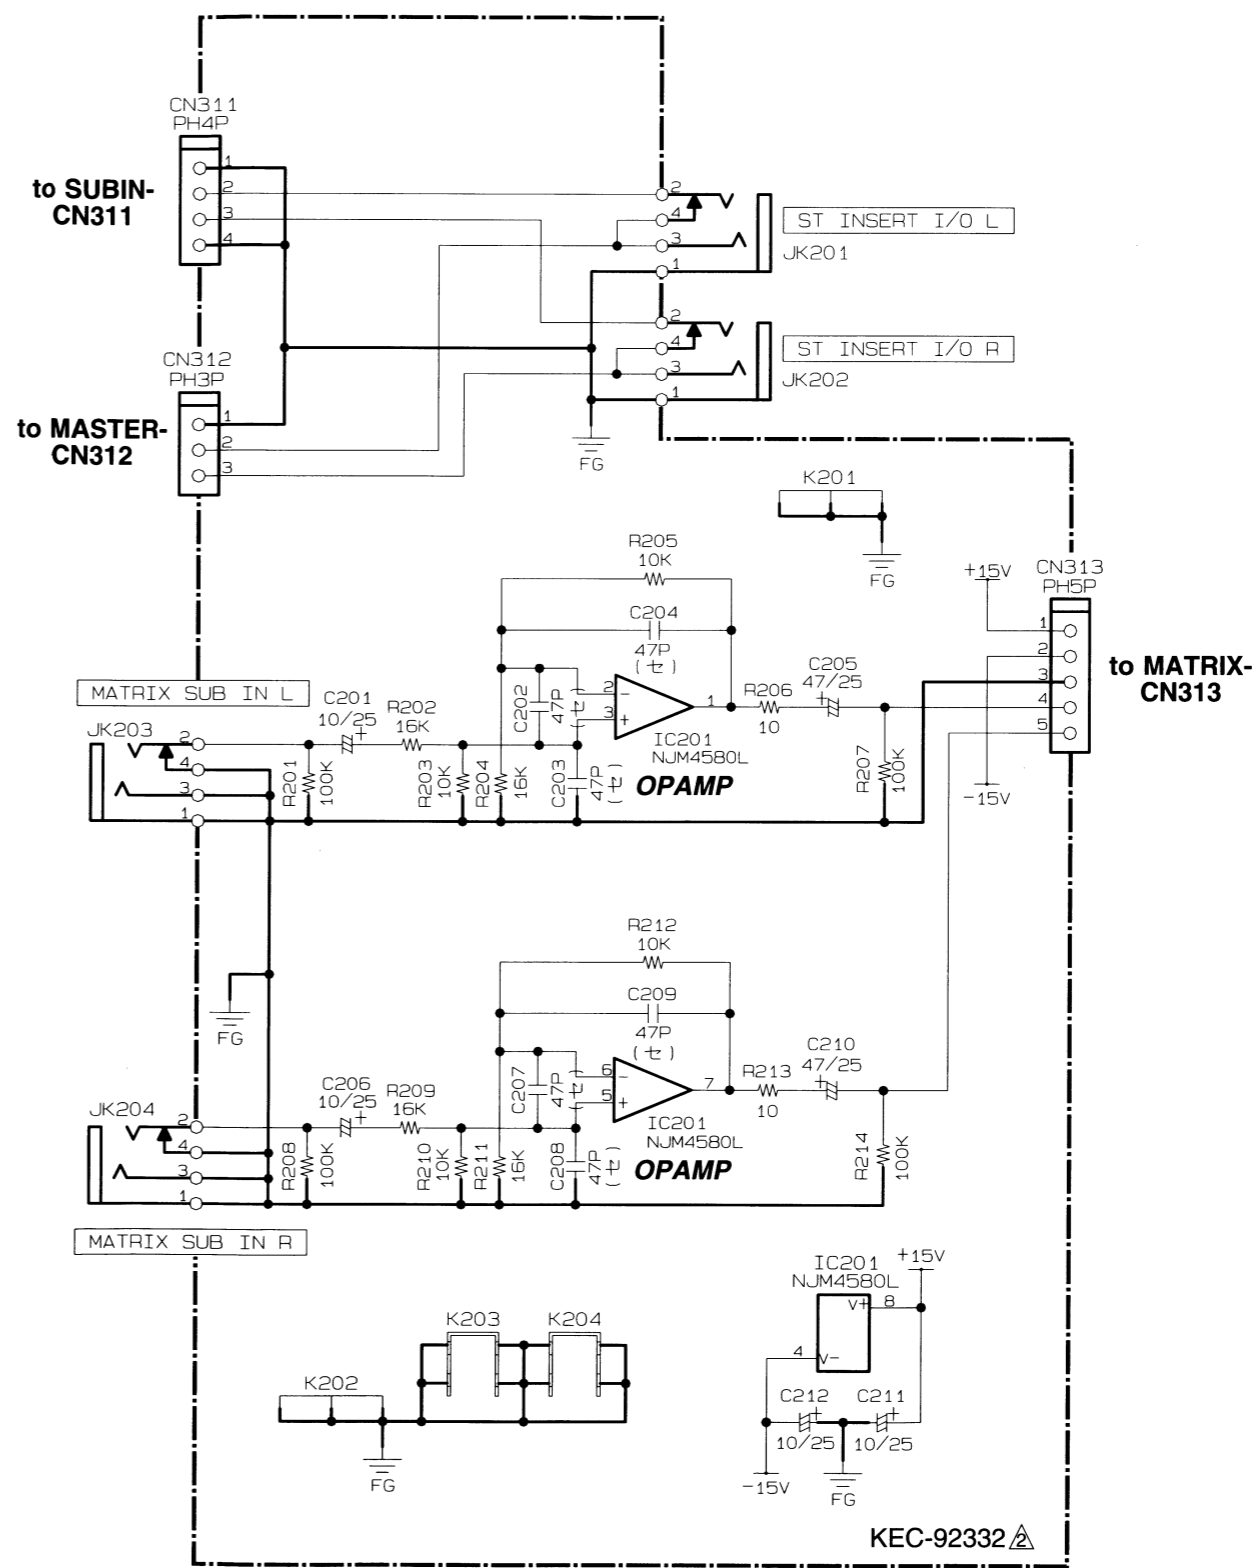 CN311
PH4P
to SUBIN-
CN311
1
2
3
4
2
4
3
1
ST INSERT I/O L
JK201
CN312
PH3P
to MASTER-
CN312
1
2
3
2
4
3
1
ST INSERT I/O R
JK202
FG
K201
FG
R205
10K
C204
47P
(セ)
+15V
CN313
PH5P
1
2
3
4
5
to MATRIX-
CN313
-15V
MATRIX SUB IN L
JK203
2
4
3
1
C201
10/25
+
R202
16K
R201
100K
R203
10K
R204
16K
C202
47P
(セ)
C203
47P
(セ)
2
-
3
+
1
IC201
NJM4580L
OPAMP
R206
10
C205
47/25
+
R207
100K
FG
R212
10K
C209
47P
(セ)
JK204
2
4
3
1
MATRIX SUB IN R
C206
10/25
+
R209
16K
R208
100K
R210
10K
R211
16K
C207
47P
(セ)
C208
47P
(セ)
6
-
5
+
7
IC201
NJM4580L
OPAMP
R213
10
C210
47/25
+
R214
100K
K203
K204
K202
FG
IC201
NJM4580L
+15V
V+
8
4
V-
C212
+
10/25
C211
+
10/25
-15V
FG
KEC-92332 2